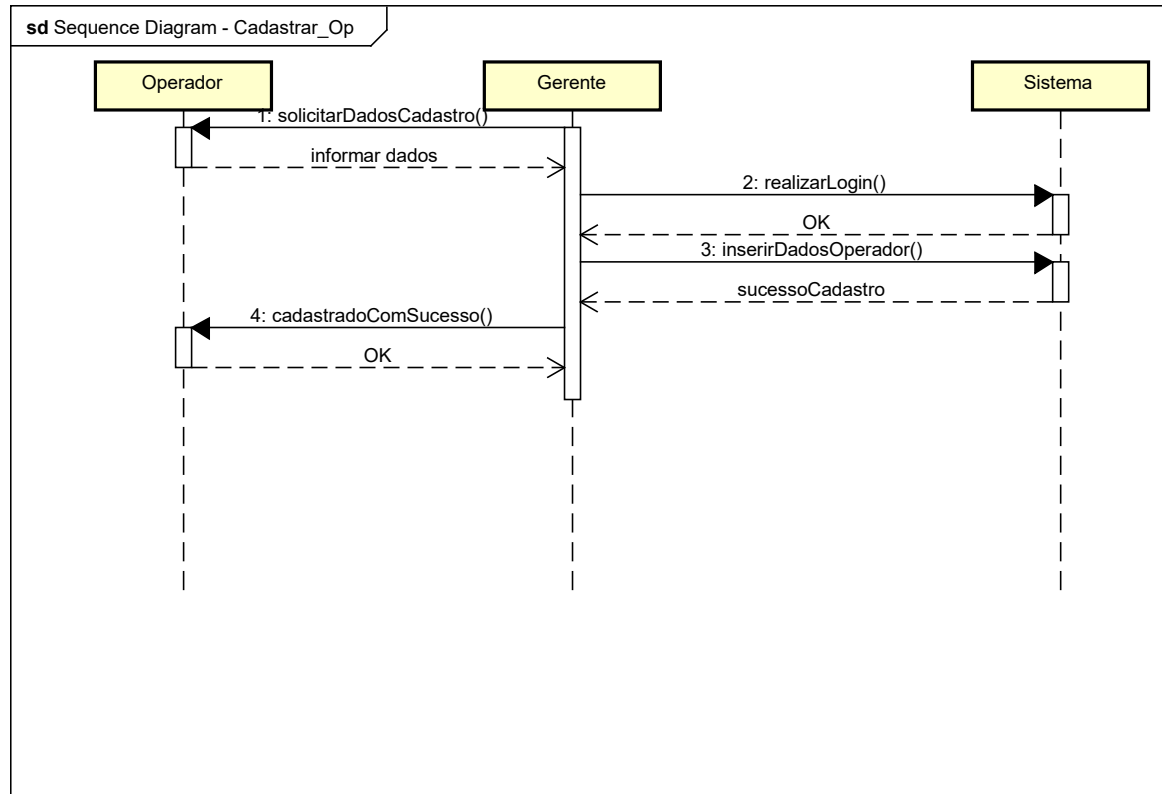 sd Sequence Diagram - Cadastrar_Op
Operador
Gerente
Sistema
1: solicitarDadosCadastro()
informar dados
2: realizarLogin()
OK
3: inserirDadosOperador()
sucessoCadastro
4: cadastradoComSucesso()
OK